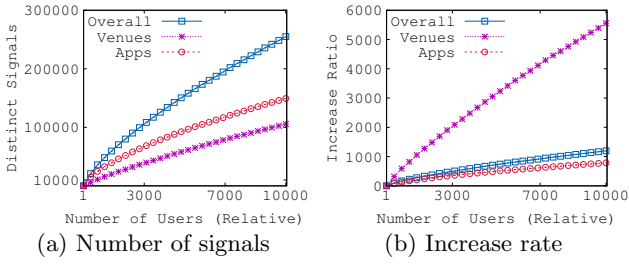 300000
200000
100000
10000
1
3000
7000
10000
Distinct Signals
Number of Users (Relative)
Overall
Venues
Apps
(a) Number of signals
6000
5000
4000
3000
2000
1000
0
1
3000
7000
10000
Increase Ratio
Number of Users (Relative)
Overall
Venues
Apps
(b) Increase rate